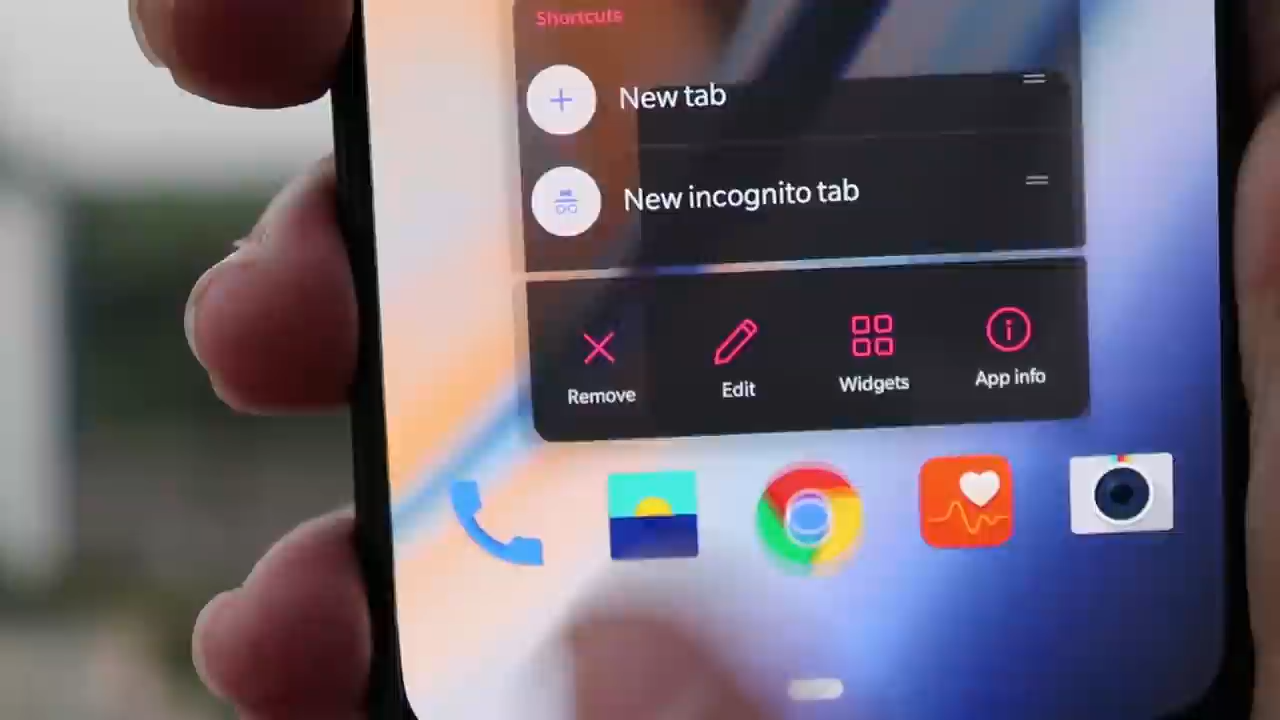 Shortcuts
New tab
New incognito tab
Remove
Edit
Widgets
App info